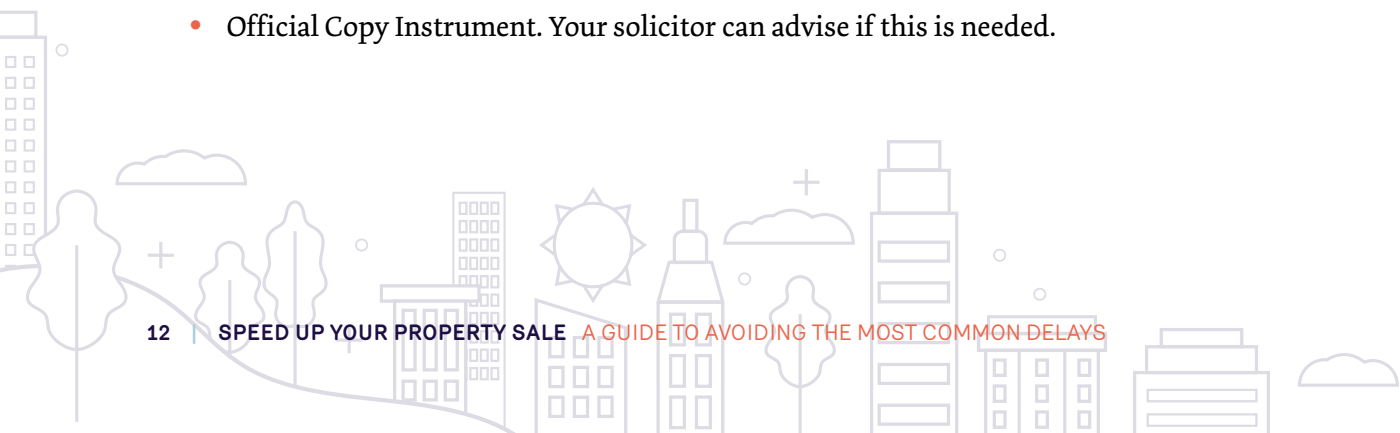 • Official Copy Instrument. Your solicitor can advise if this is needed.
12 | SPEED UP YOUR PROPERTY SALE A GUIDE TO AVOIDING THE MOST COMMON DELAYS